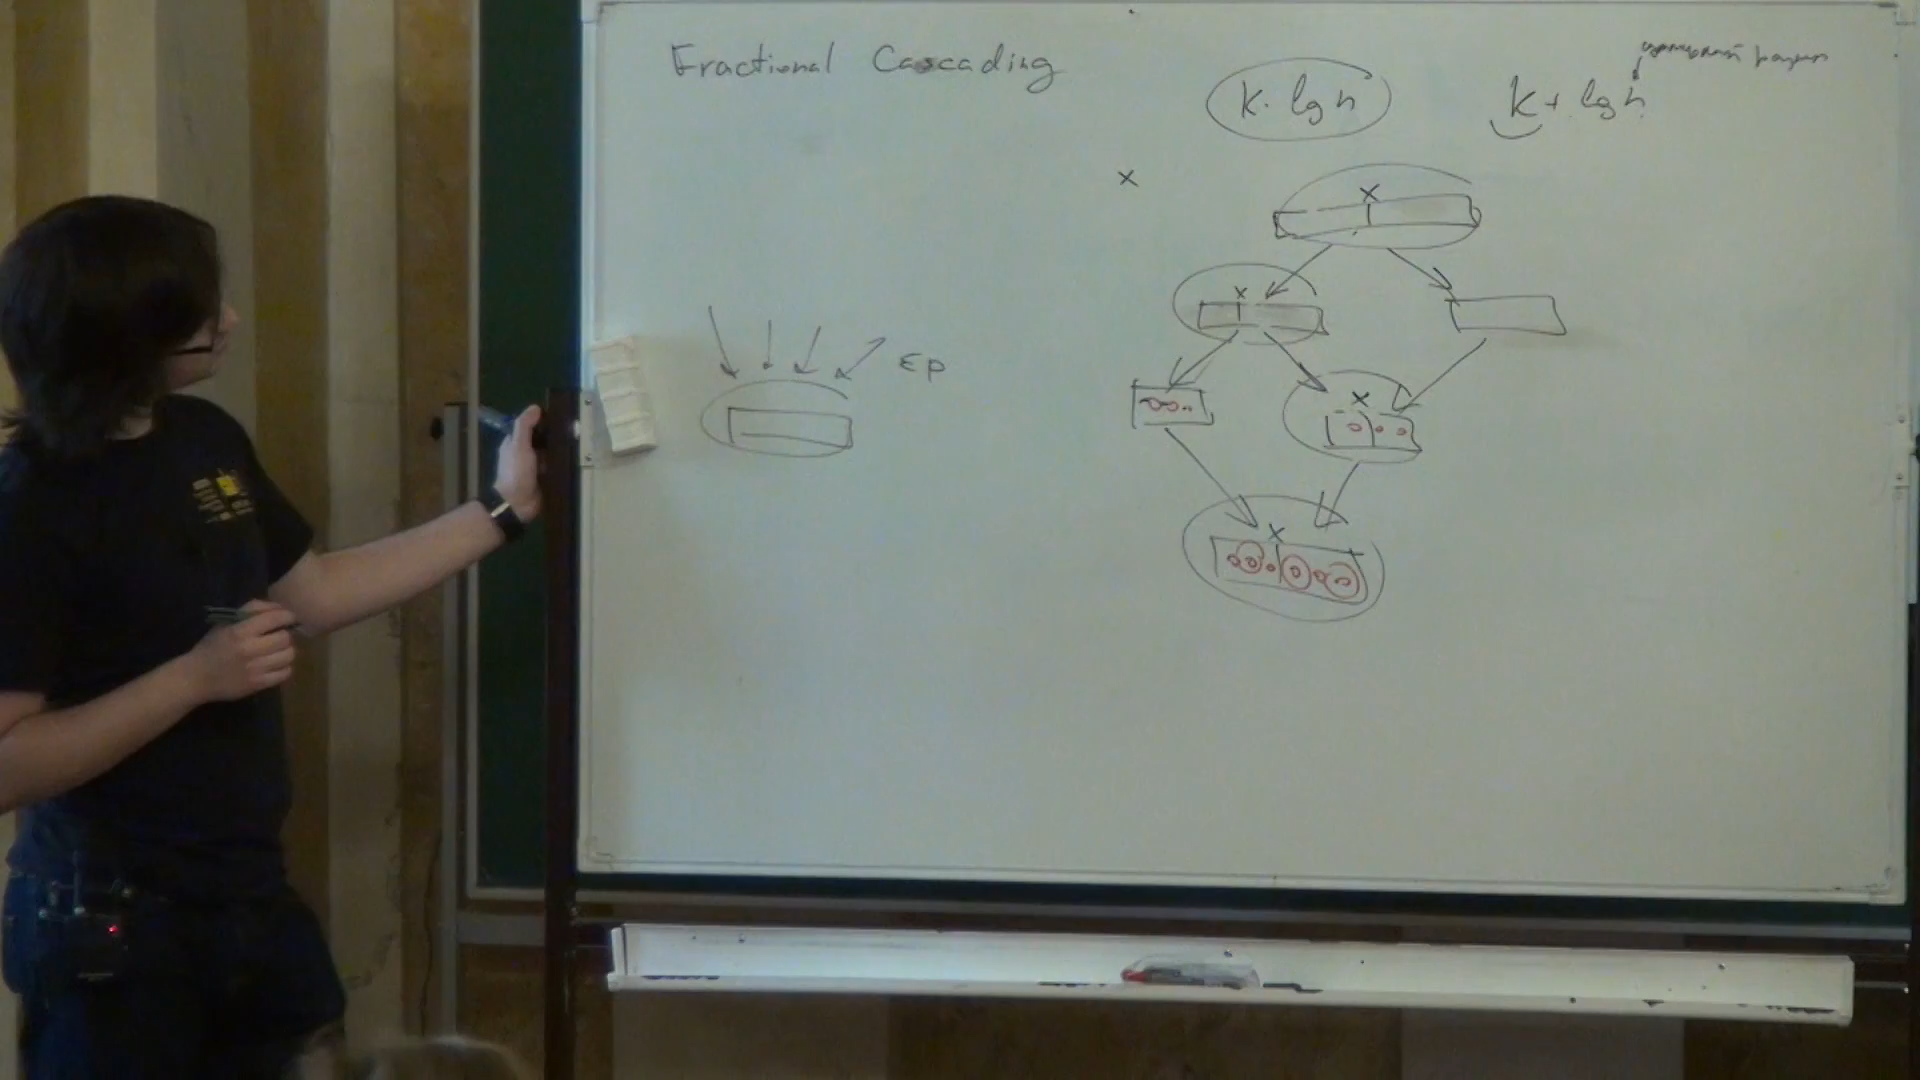 Fractional Cascading
k · lg n
k + lg n
x
x
x
x
x
εp